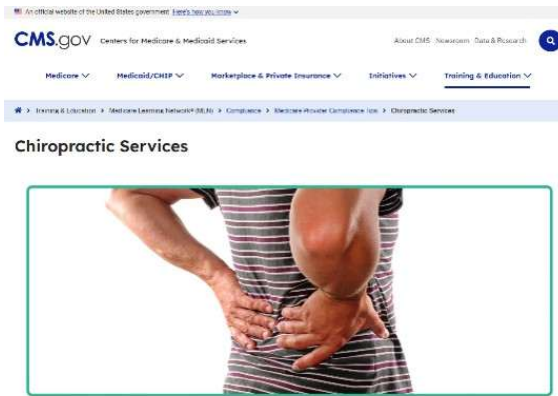 An official website of the United States government Here's how you know
CMS.gov Centers for Medicare & Medicaid Services
About CMS Newsroom Data & Research
Medicare Medicaid/CHIP Marketplace & Private Insurance Initiatives Training & Education
> Training & Education > Medicare Learning Network® (MLN) > Compliance > Medicare Provider Compliance Tips > Chiropractic Services
Chiropractic Services